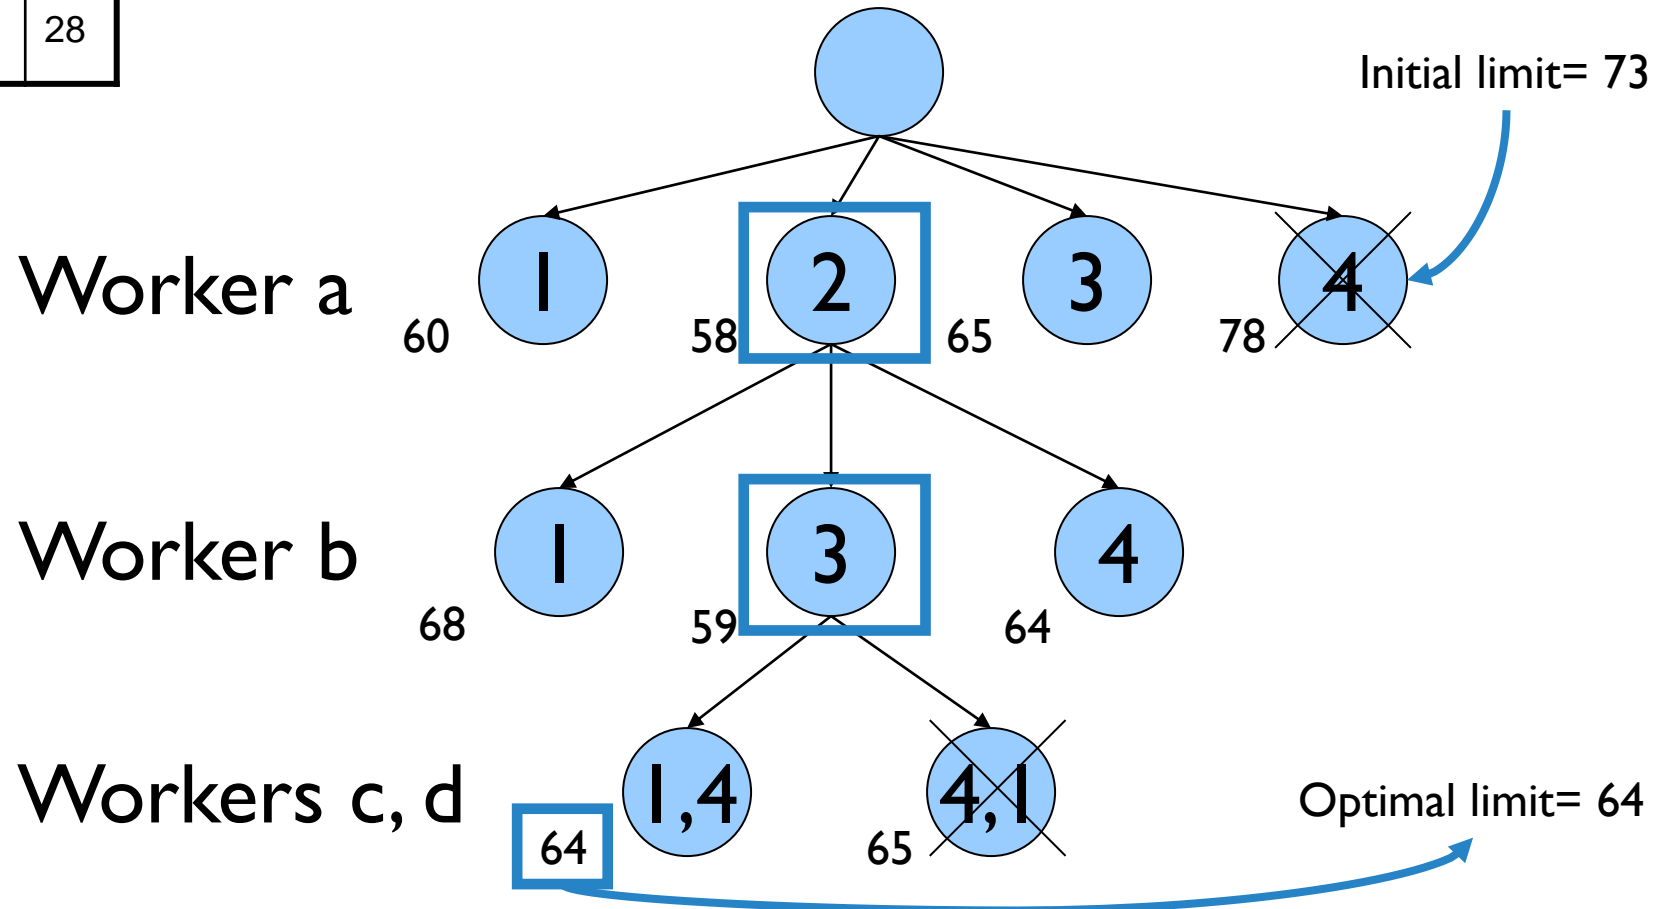 28
Initial limit= 73
Worker a
1 2 3 4
60 58 65 78
Worker b
1 3 4
68 59 64
Workers c, d
1,4 4,1
64 65
Optimal limit= 64